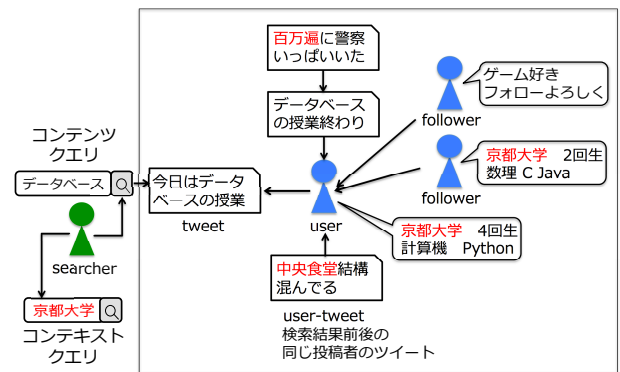 百万遍に警察
いっぱいいた
データベース
の授業終わり
ゲーム好き
フォローよろしく
follower
京都大学 2回生
数理 C Java
follower
コンテンツ
クエリ
データベース
今日はデータ
ベースの授業
tweet
user
京都大学 4回生
計算機 Python
searcher
中央食堂結構
混んでる
京都大学
コンテキスト
クエリ
user-tweet
検索結果前後の
同じ投稿者のツイート